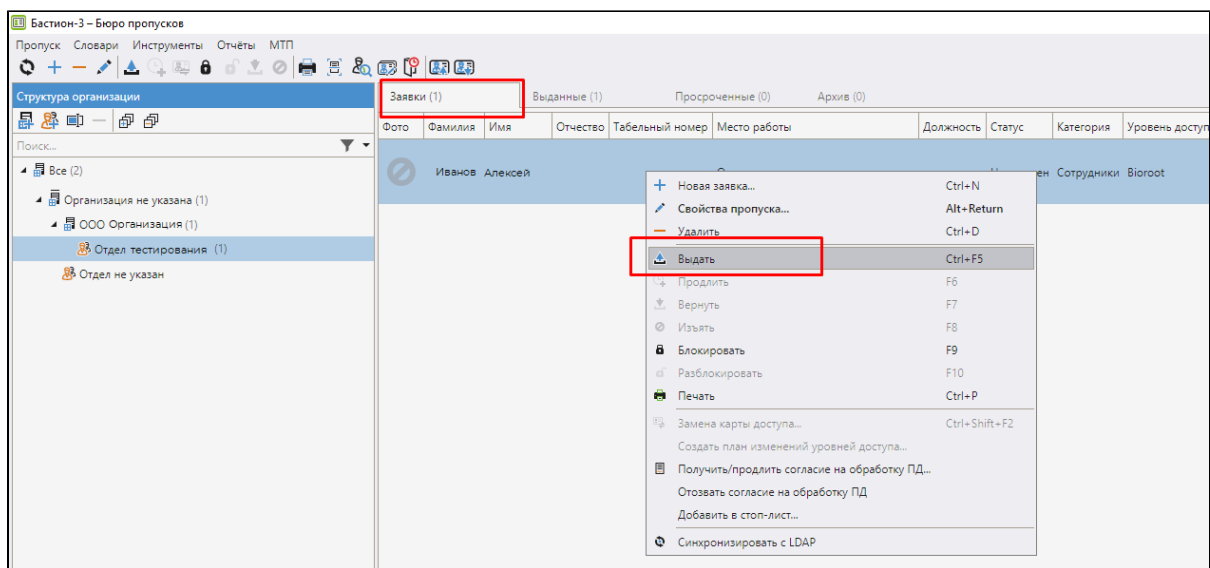 Бастион-3 – Бюро пропусков
Пропуск Словари Инструменты Отчёты МТП
Структура организации
Заявки (1) Выданные (1) Просроченные (0) Архив (0)
Фото Фамилия Имя Отчество Табельный номер Место работы Должность Статус Категория Уровень доступ
Поиск...
Все (2)
Иванов Алексей ен Сотрудники Bioroot
Организация не указана (1)
ООО Организация (1)
Отдел тестирования (1)
Отдел не указан
Новая заявка... Ctrl+N
Свойства пропуска... Alt+Return
Удалить Ctrl+D
Выдать Ctrl+F5
Продлить F6
Вернуть F7
Изъять F8
Блокировать F9
Разблокировать F10
Печать Ctrl+P
Замена карты доступа... Ctrl+Shift+F2
Создать план изменений уровней доступа...
Получить/продлить согласие на обработку ПД...
Отозвать согласие на обработку ПД
Добавить в стоп-лист...
Синхронизировать с LDAP